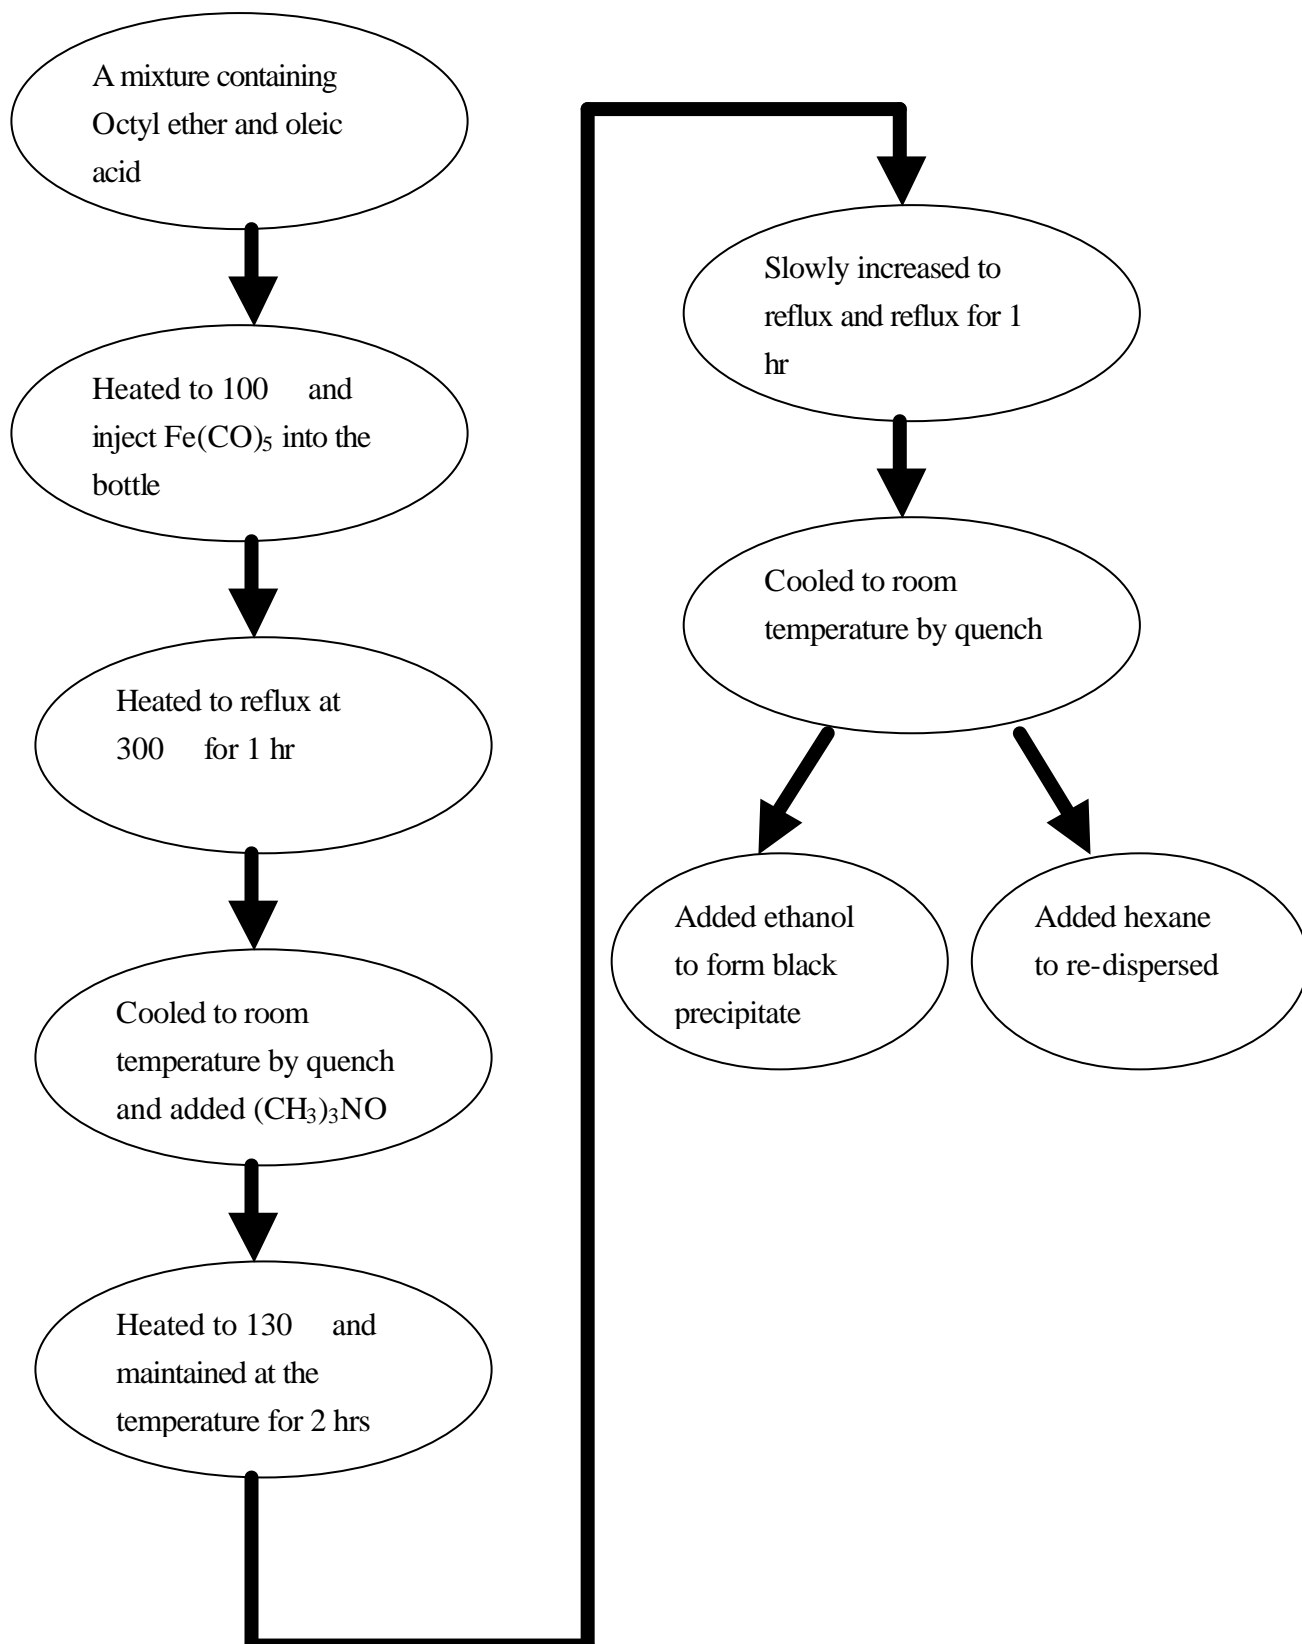 A mixture containing
Octyl ether and oleic
acid
Heated to 100 and
inject Fe(CO)₅ into the
bottle
Heated to reflux at
300 for 1 hr
Cooled to room
temperature by quench
and added (CH₃)₃NO
Heated to 130 and
maintained at the
temperature for 2 hrs
Slowly increased to
reflux and reflux for 1
hr
Cooled to room
temperature by quench
Added ethanol
to form black
precipitate
Added hexane
to re-dispersed